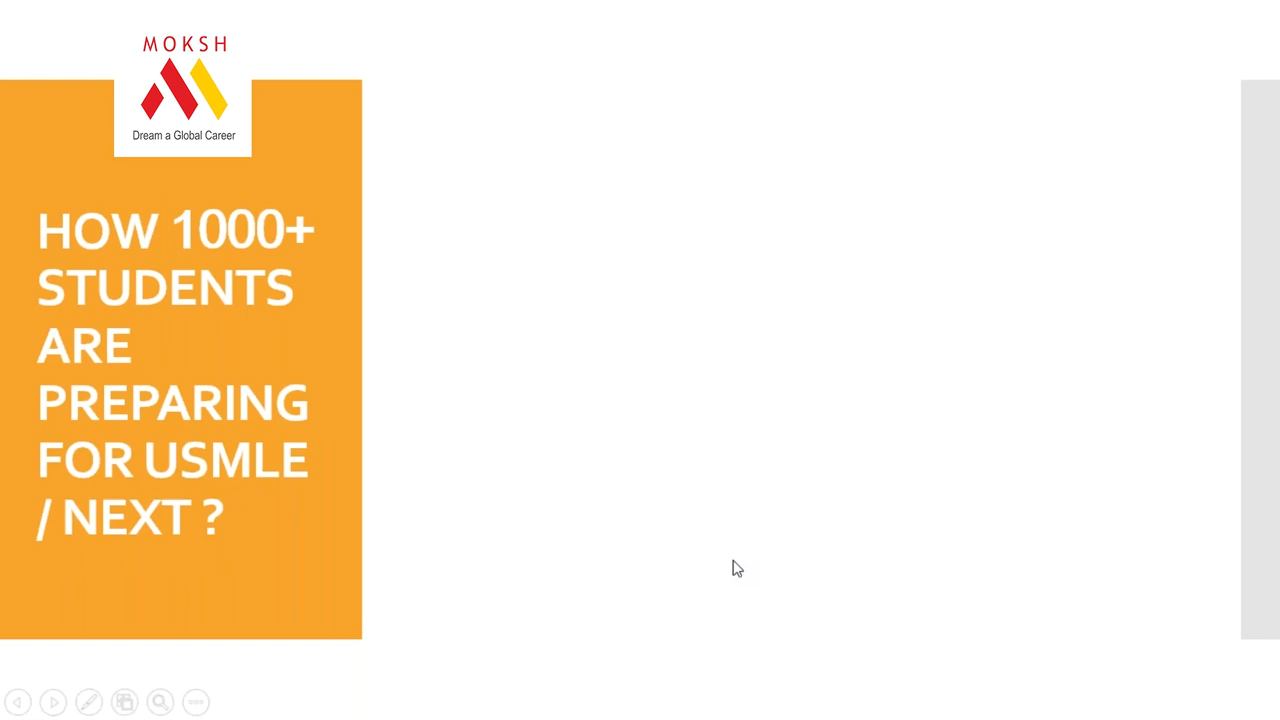 MOKSH
Dream a Global Career
HOW 1000+
STUDENTS
ARE
PREPARING
FOR USMLE
/ NEXT ?